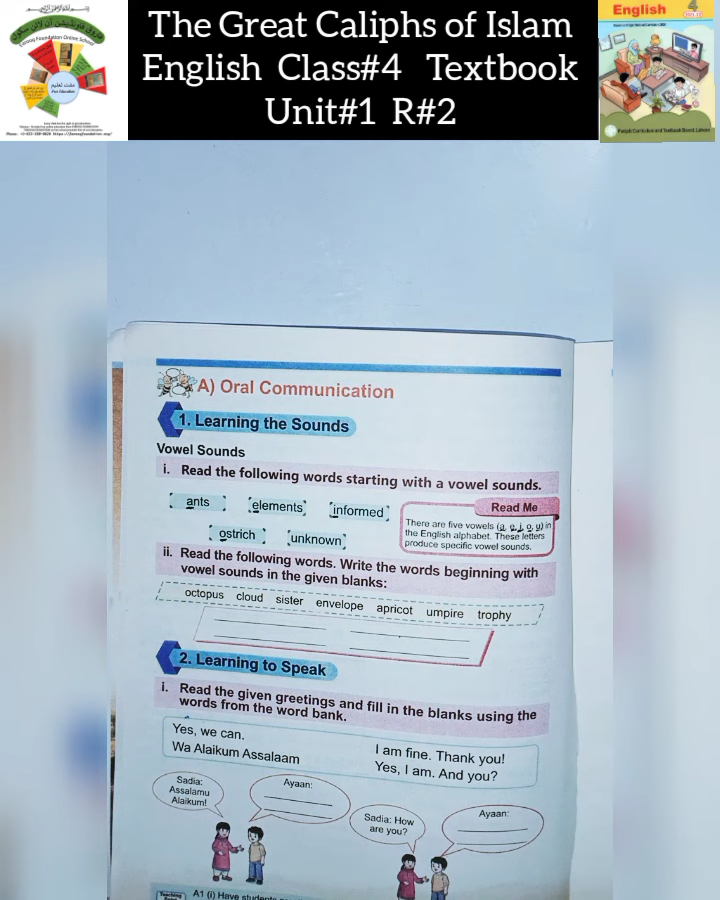 The Great Caliphs of Islam
English Class#4 Textbook
Unit#1 R#2
English 4
A) Oral Communication
1. Learning the Sounds
Vowel Sounds
i. Read the following words starting with a vowel sounds.
ants elements informed
ostrich unknown
Read Me
There are five vowels (a, e, i, o, u) in
the English alphabet. These letters
produce specific vowel sounds.
ii. Read the following words. Write the words beginning with
vowel sounds in the given blanks:
octopus cloud sister envelope apricot umpire trophy
2. Learning to Speak
i. Read the given greetings and fill in the blanks using the
words from the word bank.
Yes, we can.
Wa Alaikum Assalaam
I am fine. Thank you!
Yes, I am. And you?
Sadia:
Assalamu
Alaikum!
Ayaan:
Sadia: How
are you?
Ayaan:
A1 (i) Have students